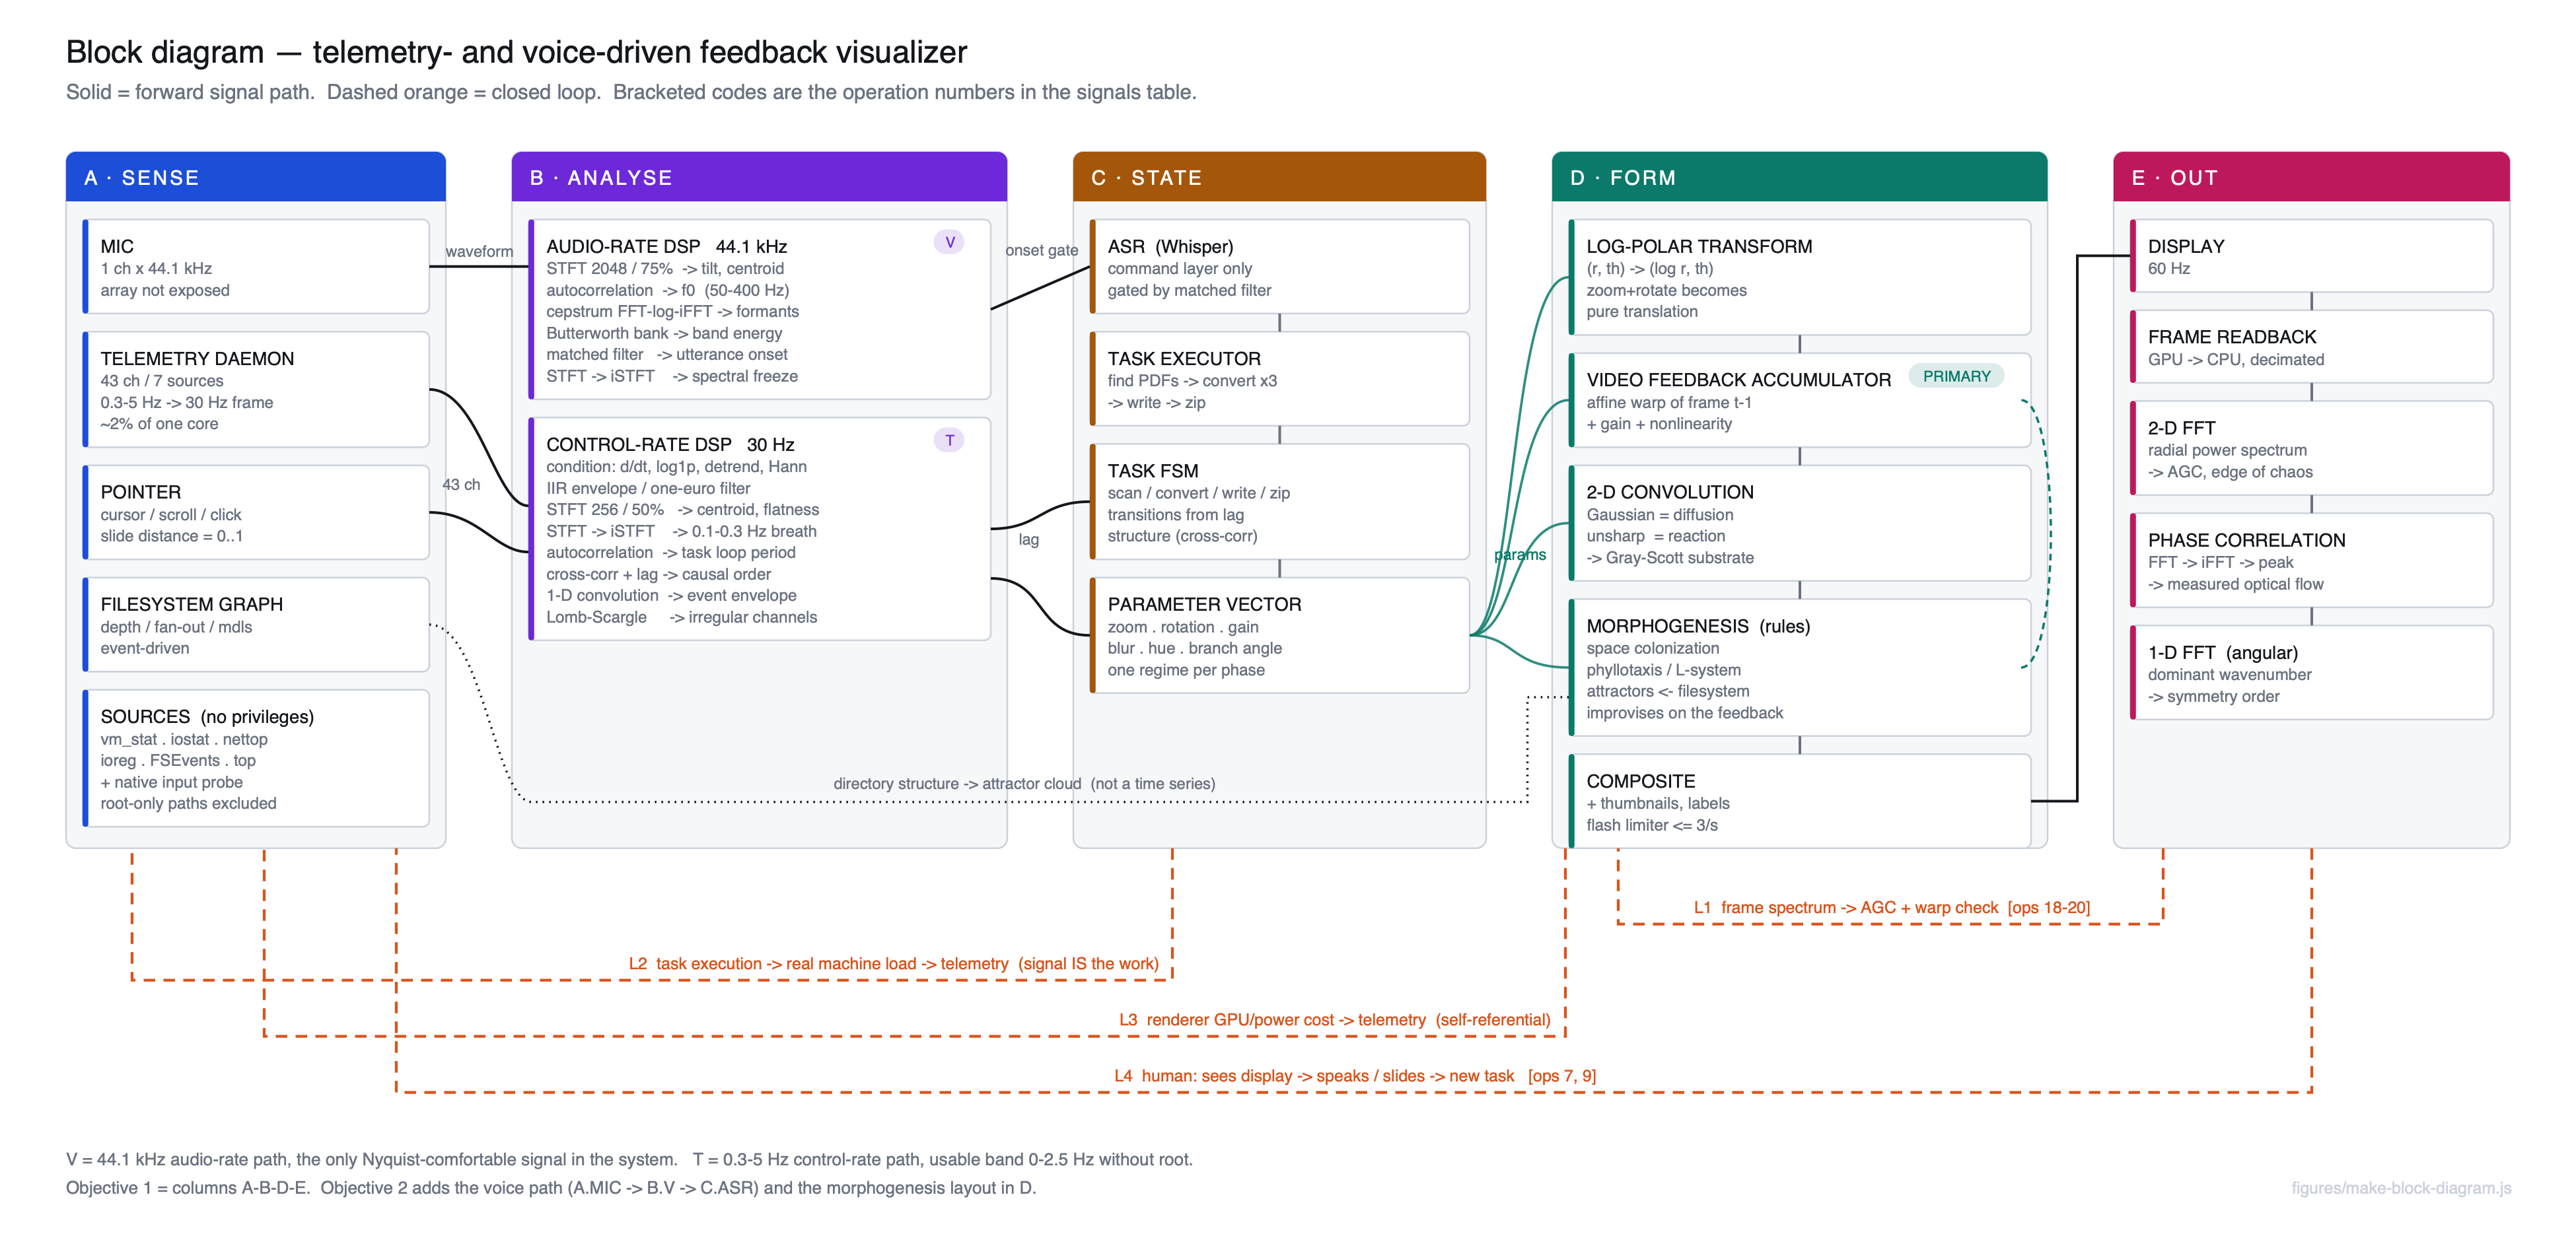 Block diagram — telemetry- and voice-driven feedback visualizer
Solid = forward signal path.  Dashed orange = closed loop.  Bracketed codes are the operation numbers in the signals table.
A · SENSE
MIC
1 ch x 44.1 kHz
array not exposed
TELEMETRY DAEMON
43 ch / 7 sources
0.3-5 Hz -> 30 Hz frame
~2% of one core
POINTER
cursor / scroll / click
slide distance = 0..1
FILESYSTEM GRAPH
depth / fan-out / mdls
event-driven
SOURCES  (no privileges)
vm_stat . iostat . nettop
ioreg . FSEvents . top
+ native input probe
root-only paths excluded
waveform
43 ch
B · ANALYSE
AUDIO-RATE DSP   44.1 kHz
V
STFT 2048 / 75%  -> tilt, centroid
autocorrelation  -> f0  (50-400 Hz)
cepstrum FFT-log-iFFT -> formants
Butterworth bank -> band energy
matched filter   -> utterance onset
STFT -> iSTFT    -> spectral freeze
CONTROL-RATE DSP   30 Hz
T
condition: d/dt, log1p, detrend, Hann
IIR envelope / one-euro filter
STFT 256 / 50%   -> centroid, flatness
STFT -> iSTFT    -> 0.1-0.3 Hz breath
autocorrelation  -> task loop period
cross-corr + lag -> causal order
1-D convolution  -> event envelope
Lomb-Scargle     -> irregular channels
onset gate
lag
C · STATE
ASR  (Whisper)
command layer only
gated by matched filter
TASK EXECUTOR
find PDFs -> convert x3
-> write -> zip
TASK FSM
scan / convert / write / zip
transitions from lag
structure (cross-corr)
PARAMETER VECTOR
zoom . rotation . gain
blur . hue . branch angle
one regime per phase
params
directory structure -> attractor cloud  (not a time series)
D · FORM
LOG-POLAR TRANSFORM
(r, th) -> (log r, th)
zoom+rotate becomes
pure translation
VIDEO FEEDBACK ACCUMULATOR
PRIMARY
affine warp of frame t-1
+ gain + nonlinearity
2-D CONVOLUTION
Gaussian = diffusion
unsharp  = reaction
-> Gray-Scott substrate
MORPHOGENESIS  (rules)
space colonization
phyllotaxis / L-system
attractors <- filesystem
improvises on the feedback
COMPOSITE
+ thumbnails, labels
flash limiter <= 3/s
E · OUT
DISPLAY
60 Hz
FRAME READBACK
GPU -> CPU, decimated
2-D FFT
radial power spectrum
-> AGC, edge of chaos
PHASE CORRELATION
FFT -> iFFT -> peak
-> measured optical flow
1-D FFT  (angular)
dominant wavenumber
-> symmetry order
L1  frame spectrum -> AGC + warp check  [ops 18-20]
L2  task execution -> real machine load -> telemetry  (signal IS the work)
L3  renderer GPU/power cost -> telemetry  (self-referential)
L4  human: sees display -> speaks / slides -> new task   [ops 7, 9]
V = 44.1 kHz audio-rate path, the only Nyquist-comfortable signal in the system.   T = 0.3-5 Hz control-rate path, usable band 0-2.5 Hz without root.
Objective 1 = columns A-B-D-E.  Objective 2 adds the voice path (A.MIC -> B.V -> C.ASR) and the morphogenesis layout in D.
figures/make-block-diagram.js